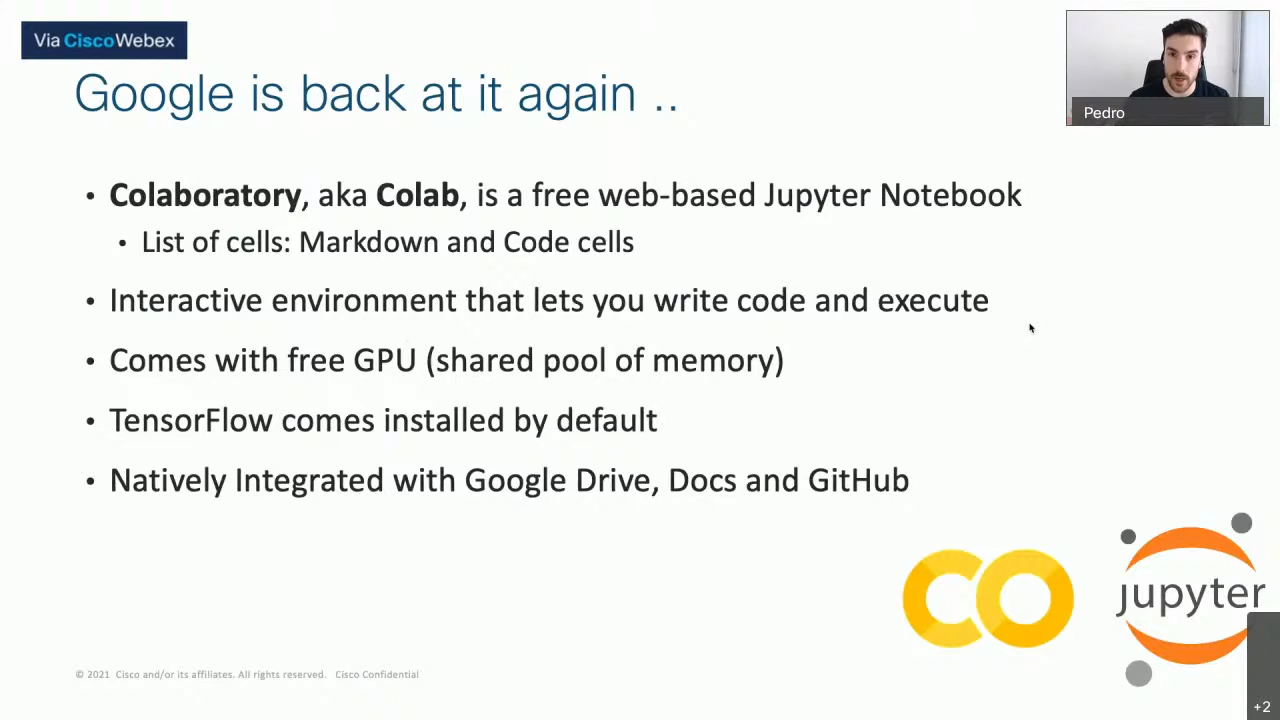 Via Cisco Webex
Google is back at it again ..
Pedro
• Colaboratory, aka Colab, is a free web-based Jupyter Notebook
• List of cells: Markdown and Code cells
• Interactive environment that lets you write code and execute
• Comes with free GPU (shared pool of memory)
• TensorFlow comes installed by default
• Natively Integrated with Google Drive, Docs and GitHub
CO
jupyter
© 2021 Cisco and/or its affiliates. All rights reserved. Cisco Confidential
+2